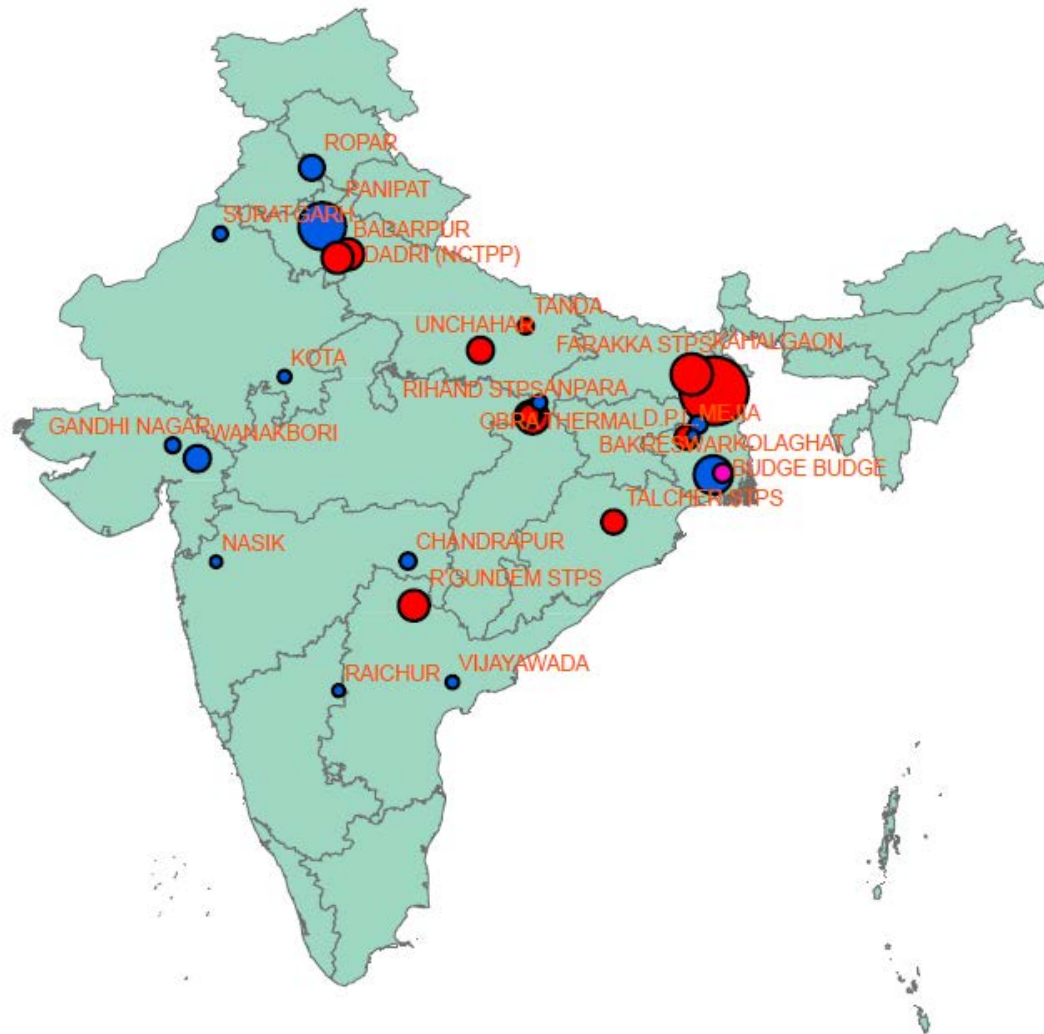 ROPAR
PANIPAT
SURATGARH
BADARPUR
DADRI (NCTPP)
TANDA
UNCHAHAR
FARAKKA STPS KAHALGAON
KOTA
RIHAND STPS ANPARA
OBRA THERMAL D.P.L. MEJIA
GANDHI NAGAR WANAKBORI
BAKRESWAR KOLAGHAT
BUDGE BUDGE
TALCHER STPS
NASIK
CHANDRAPUR
R'GUNDEM STPS
RAICHUR
VIJAYAWADA